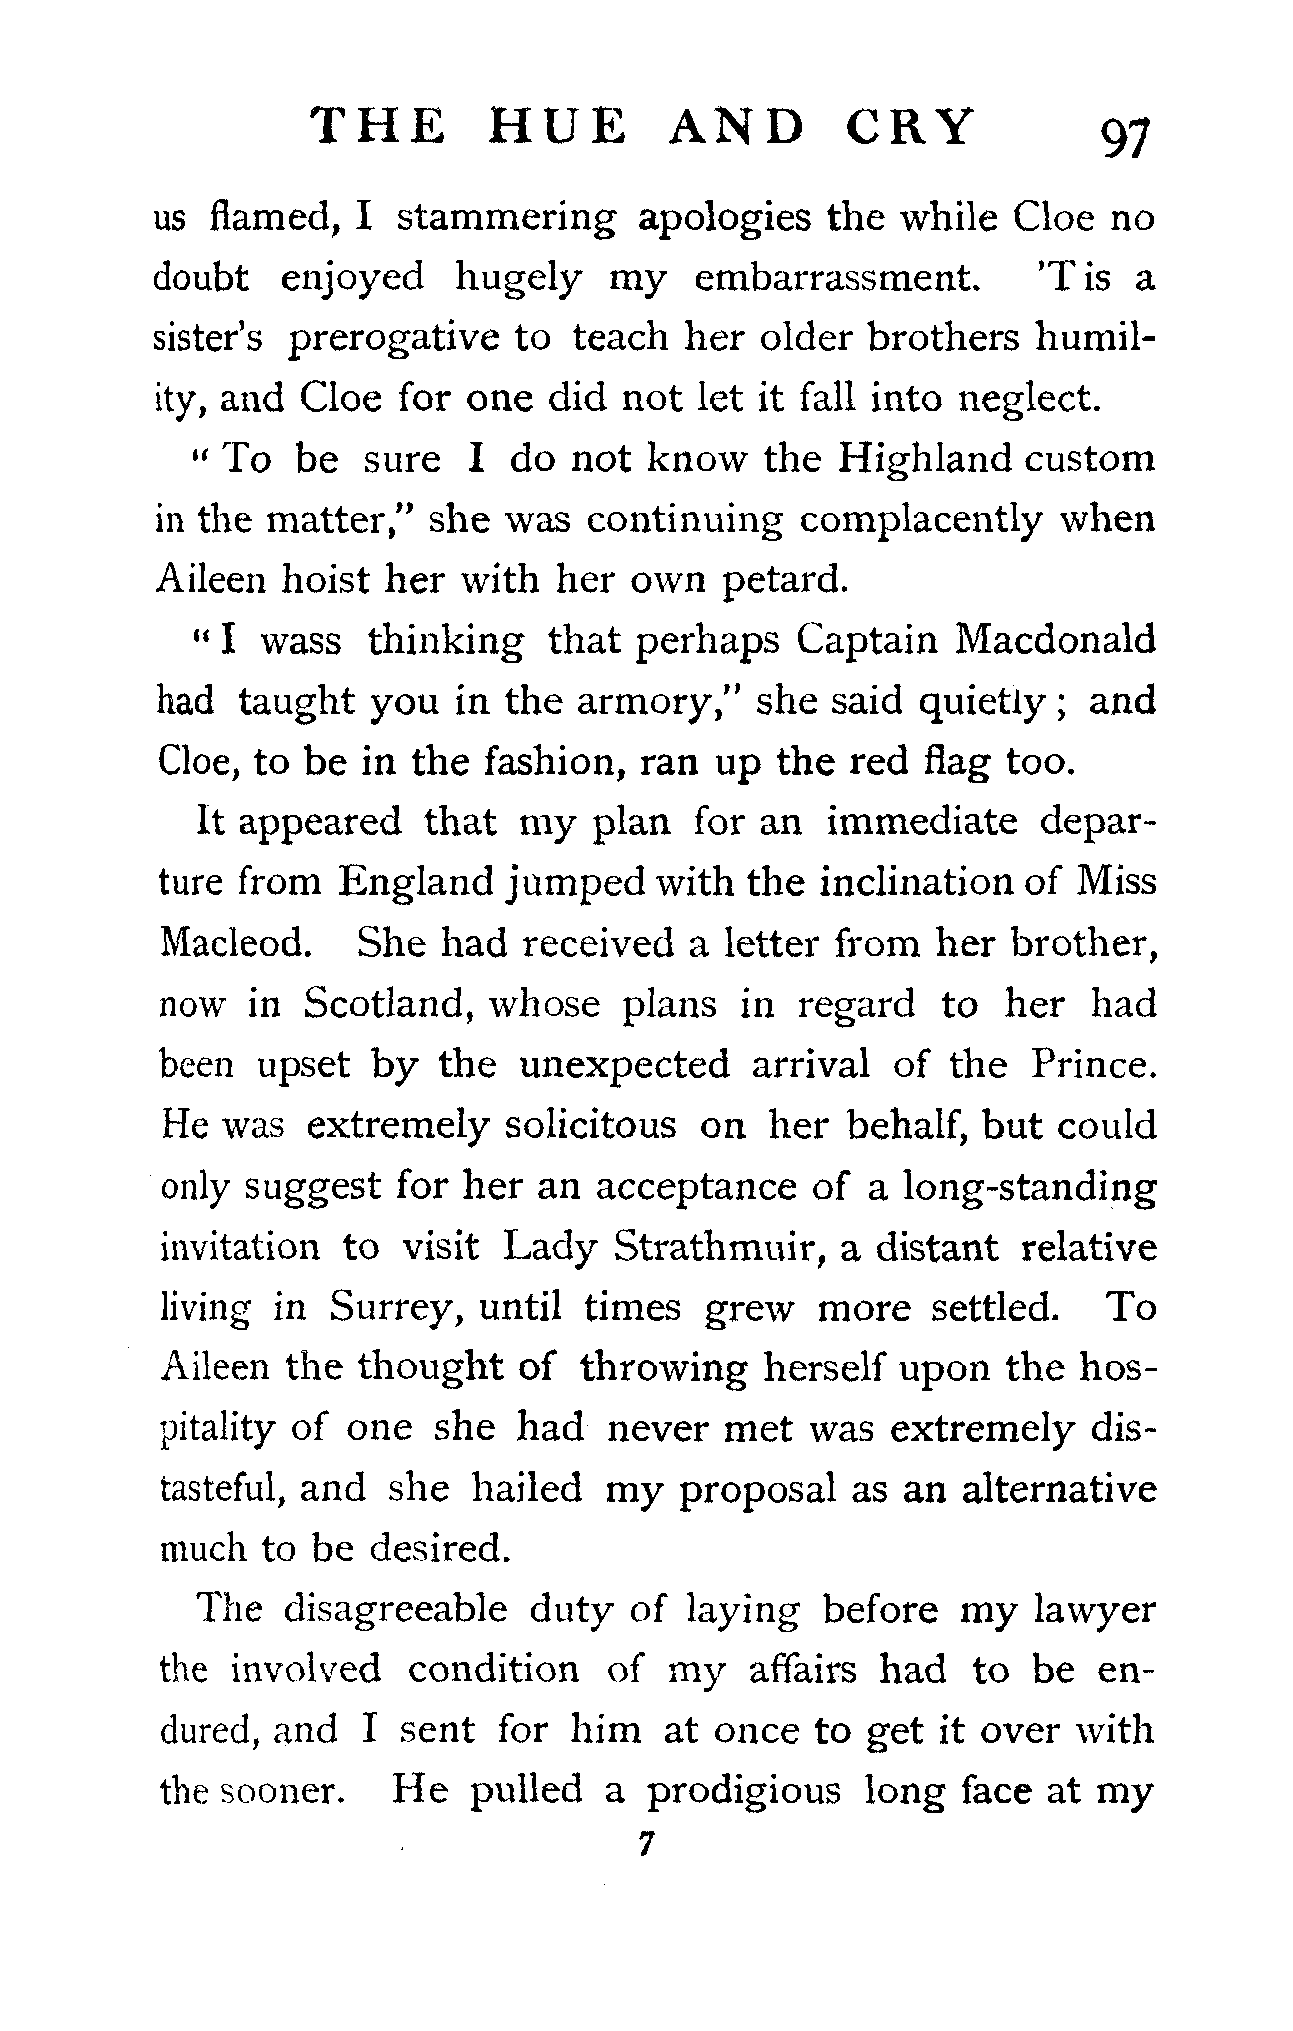 THE HUE AND CRY 97
us flamed, I stammering apologies the while Cloe no
doubt enjoyed hugely my embarrassment. 'T is a
sister's prerogative to teach her older brothers humil-
ity, and Cloe for one did not let it fall into neglect.
"To be sure I do not know the Highland custom
in the matter," she was continuing complacently when
Aileen hoist her with her own petard.
"I wass thinking that perhaps Captain Macdonald
had taught you in the armory," she said quietly; and
Cloe, to be in the fashion, ran up the red flag too.
It appeared that my plan for an immediate depar-
ture from England jumped with the inclination of Miss
Macleod. She had received a letter from her brother,
now in Scotland, whose plans in regard to her had
been upset by the unexpected arrival of the Prince.
He was extremely solicitous on her behalf, but could
only suggest for her an acceptance of a long-standing
invitation to visit Lady Strathmuir, a distant relative
living in Surrey, until times grew more settled. To
Aileen the thought of throwing herself upon the hos-
pitality of one she had never met was extremely dis-
tasteful, and she hailed my proposal as an alternative
much to be desired.
The disagreeable duty of laying before my lawyer
the involved condition of my affairs had to be en-
dured, and I sent for him at once to get it over with
the sooner. He pulled a prodigious long face at my
7